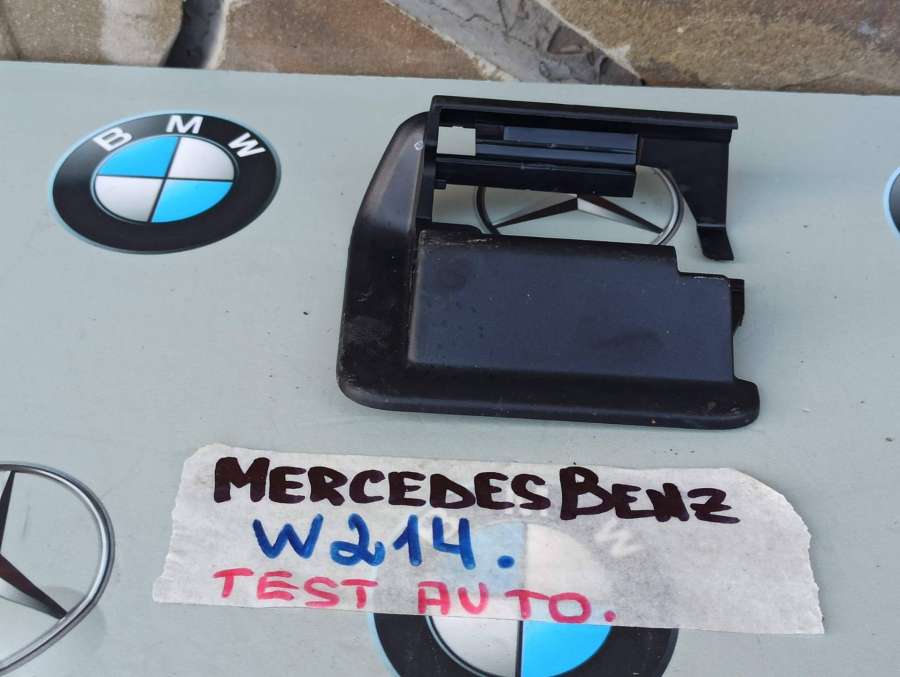 BMW
MERCEDES BENZ
W214.
TEST AUTO.